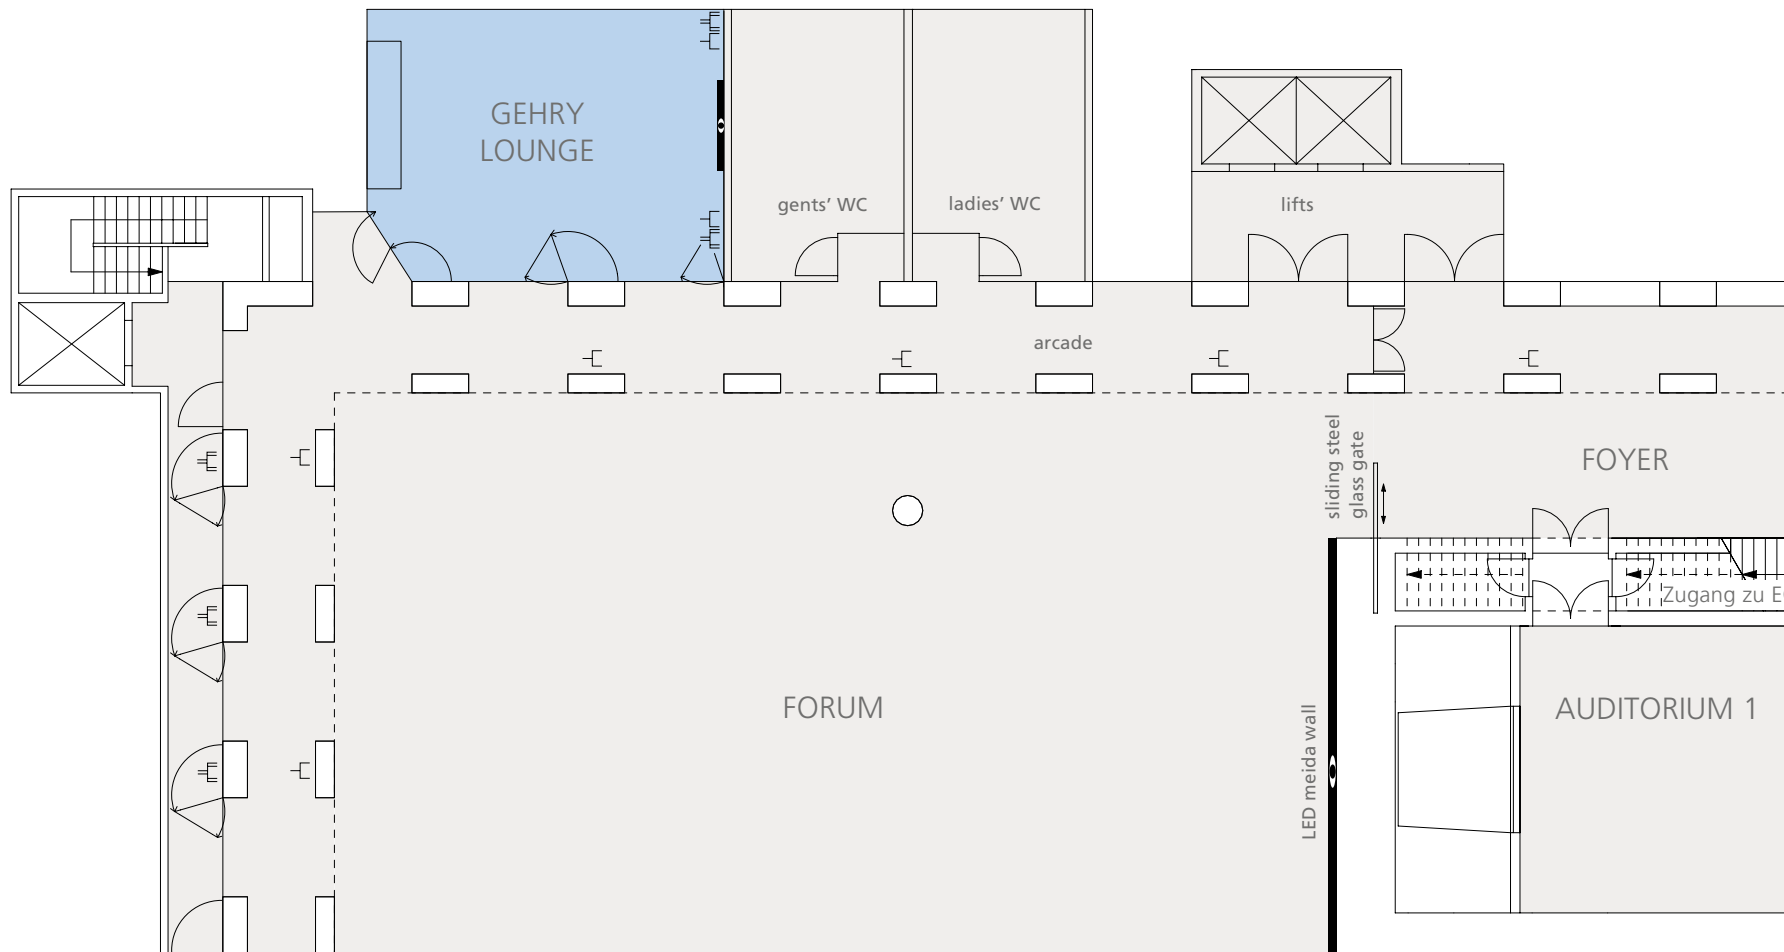 GEHRY
LOUNGE
gents’ WC
ladies’ WC
lifts
arcade
sliding steel
glass gate
FOYER
Zugang zu E
FORUM
LED meida wall
AUDITORIUM 1